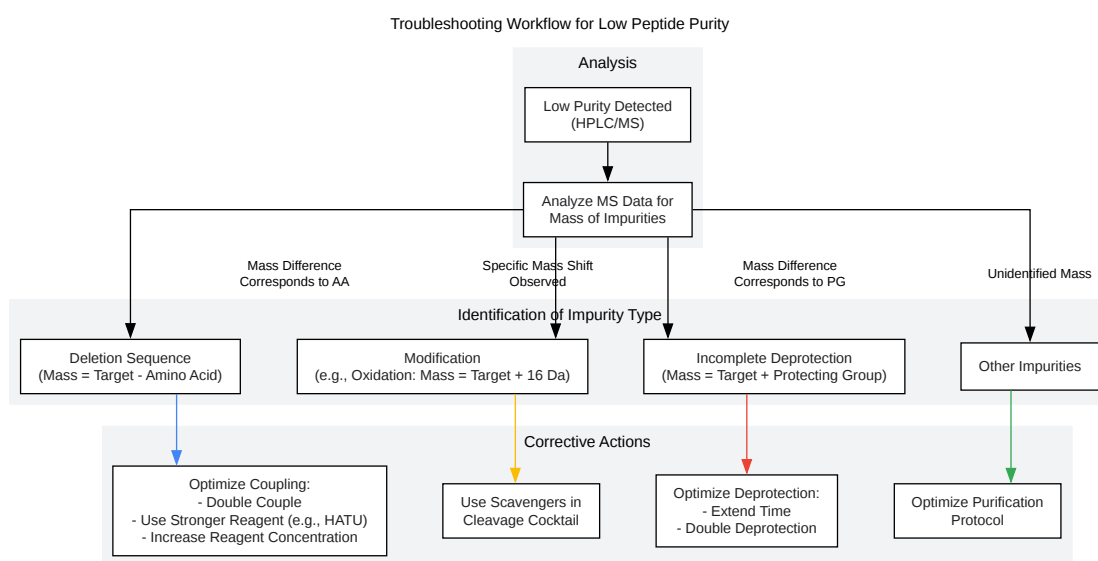 Troubleshooting Workflow for Low Peptide Purity
Analysis
Low Purity Detected
(HPLC/MS)
Analyze MS Data for
Mass of Impurities
Mass Difference
Corresponds to AA
Specific Mass Shift
Observed
Mass Difference
Corresponds to PG
Unidentified Mass
Identification of Impurity Type
Deletion Sequence
(Mass = Target - Amino Acid)
Modification
(e.g., Oxidation: Mass = Target + 16 Da)
Incomplete Deprotection
(Mass = Target + Protecting Group)
Other Impurities
Corrective Actions
Optimize Coupling:
- Double Couple
- Use Stronger Reagent (e.g., HATU)
- Increase Reagent Concentration
Use Scavengers in
Cleavage Cocktail
Optimize Deprotection:
- Extend Time
- Double Deprotection
Optimize Purification
Protocol